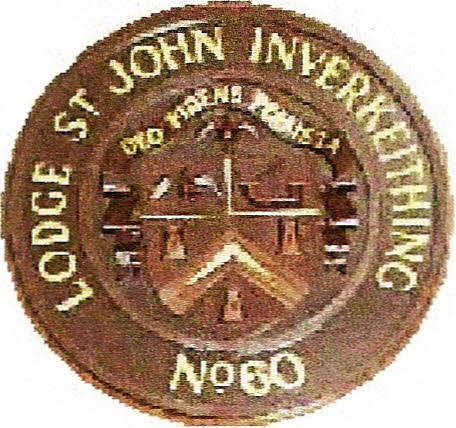 LODGE ST JOHN INVERKEITHING
No 60